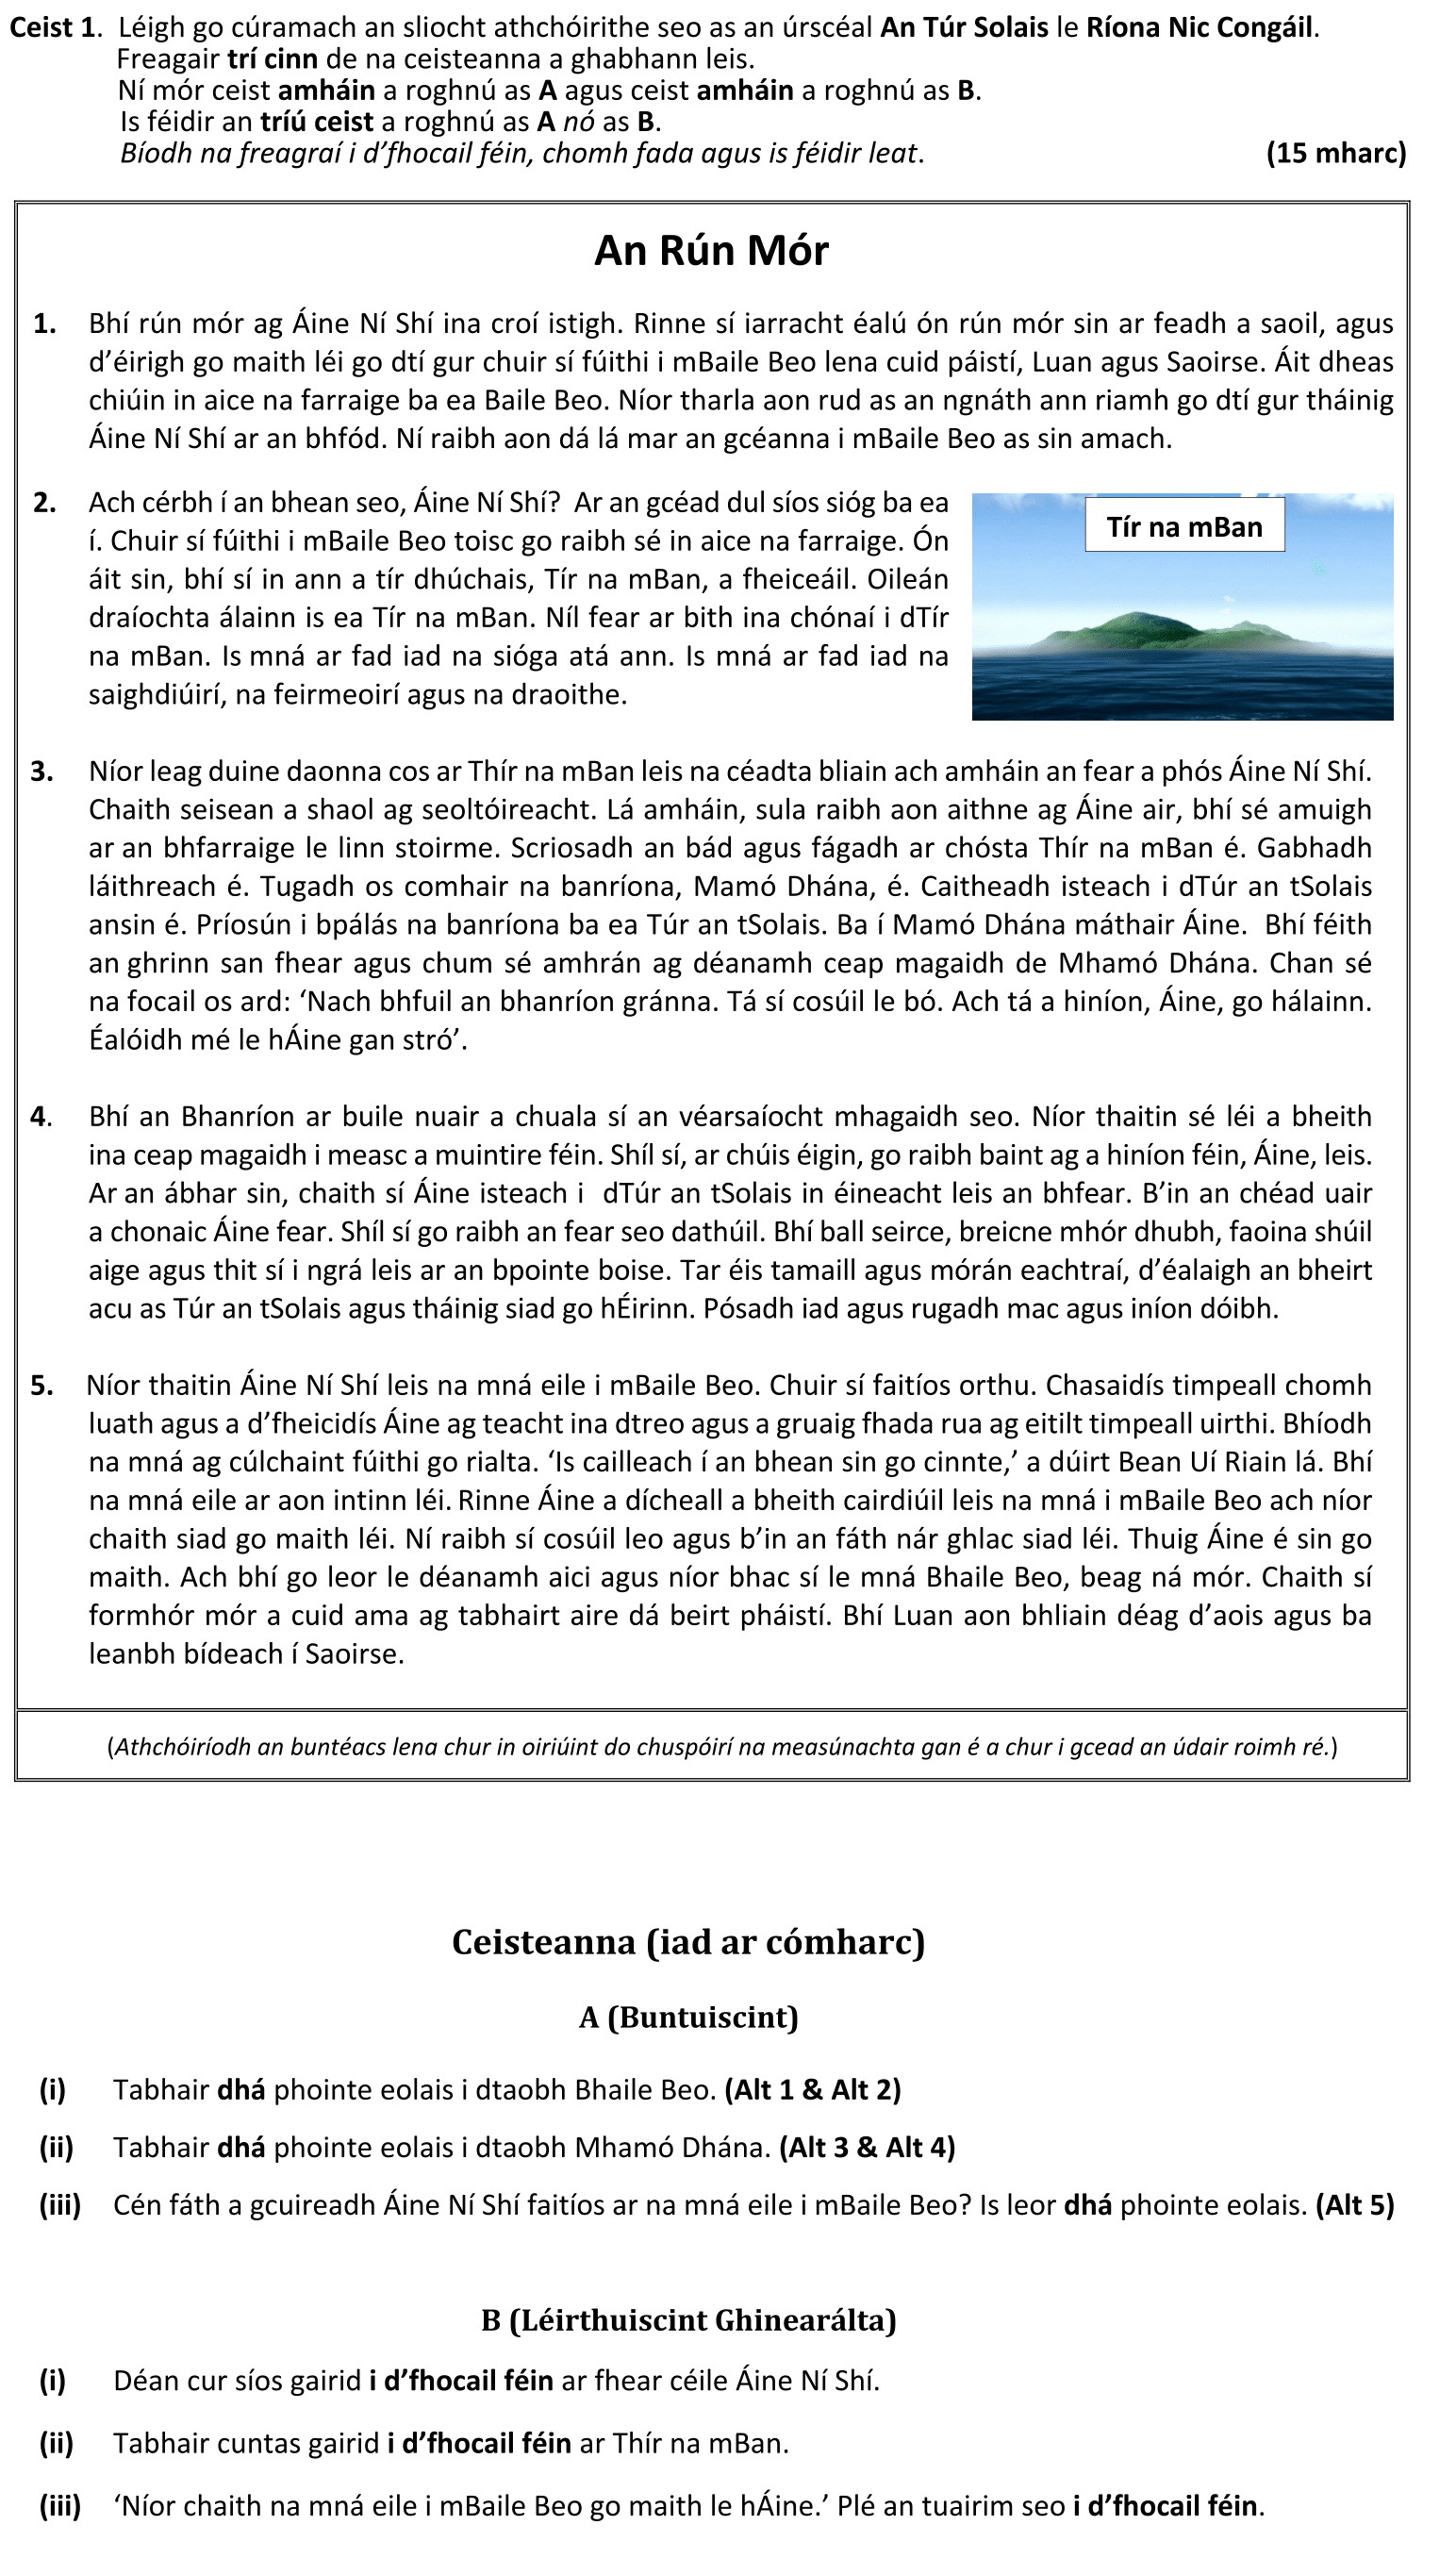 Ceist 1. Léigh go cúramach an sliocht athchóirithe seo as an úrscéal An Túr Solais le Ríona Nic Congáil.
Freagair trí cinn de na ceisteanna a ghabhann leis.
Ní mór ceist amháin a roghnú as A agus ceist amháin a roghnú as B.
Is féidir an tríú ceist a roghnú as A nó as B.
Bíodh na freagraí i d’fhocail féin, chomh fada agus is féidir leat. (15 mharc)
An Rún Mór
1. Bhí rún mór ag Áine Ní Shí ina croí istigh. Rinne sí iarracht éalú ón rún mór sin ar feadh a saoil, agus
d’éirigh go maith léi go dtí gur chuir sí fúithi i mBaile Beo lena cuid páistí, Luan agus Saoirse. Áit dheas
chiúin in aice na farraige ba ea Baile Beo. Níor tharla aon rud as an ngnáth ann riamh go dtí gur tháinig
Áine Ní Shí ar an bhfód. Ní raibh aon dá lá mar an gcéanna i mBaile Beo as sin amach.
2. Ach cérbh í an bhean seo, Áine Ní Shí? Ar an gcéad dul síos sióg ba ea
í. Chuir sí fúithi i mBaile Beo toisc go raibh sé in aice na farraige. Ón
áit sin, bhí sí in ann a tír dhúchais, Tír na mBan, a fheiceáil. Oileán
draíochta álainn is ea Tír na mBan. Níl fear ar bith ina chónaí i dTír
na mBan. Is mná ar fad iad na sióga atá ann. Is mná ar fad iad na
saighdiúirí, na feirmeoirí agus na draoithe.
Tír na mBan
3. Níor leag duine daonna cos ar Thír na mBan leis na céadta bliain ach amháin an fear a phós Áine Ní Shí.
Chaith seisean a shaol ag seoltóireacht. Lá amháin, sula raibh aon aithne ag Áine air, bhí sé amuigh
ar an bhfarraige le linn stoirme. Scriosadh an bád agus fágadh ar chósta Thír na mBan é. Gabhadh
láithreach é. Tugadh os comhair na banríona, Mamó Dhána, é. Caitheadh isteach i dTúr an tSolais
ansin é. Príosún i bpálás na banríona ba ea Túr an tSolais. Ba í Mamó Dhána máthair Áine. Bhí féith
an ghrinn san fhear agus chum sé amhrán ag déanamh ceap magaidh de Mhamó Dhána. Chan sé
na focail os ard: ‘Nach bhfuil an bhanríon gránna. Tá sí cosúil le bó. Ach tá a hiníon, Áine, go hálainn.
Éalóidh mé le hÁine gan stró’.
4. Bhí an Bhanríon ar buile nuair a chuala sí an véarsaíocht mhagaidh seo. Níor thaitin sé léi a bheith
ina ceap magaidh i measc a muintire féin. Shíl sí, ar chúis éigin, go raibh baint ag a hiníon féin, Áine, leis.
Ar an ábhar sin, chaith sí Áine isteach i dTúr an tSolais in éineacht leis an bhfear. B’in an chéad uair
a chonaic Áine fear. Shíl sí go raibh an fear seo dathúil. Bhí ball seirce, breicne mhór dhubh, faoina shúil
aige agus thit sí i ngrá leis ar an bpointe boise. Tar éis tamaill agus mórán eachtraí, d’éalaigh an bheirt
acu as Túr an tSolais agus tháinig siad go hÉirinn. Pósadh iad agus rugadh mac agus iníon dóibh.
5. Níor thaitin Áine Ní Shí leis na mná eile i mBaile Beo. Chuir sí faitíos orthu. Chasaidís timpeall chomh
luath agus a d’fheicidís Áine ag teacht ina dtreo agus a gruaig fhada rua ag eitilt timpeall uirthi. Bhíodh
na mná ag cúlchaint fúithi go rialta. ‘Is cailleach í an bhean sin go cinnte,’ a dúirt Bean Uí Riain lá. Bhí
na mná eile ar aon intinn léi. Rinne Áine a dícheall a bheith cairdiúil leis na mná i mBaile Beo ach níor
chaith siad go maith léi. Ní raibh sí cosúil leo agus b’in an fáth nár ghlac siad léi. Thuig Áine é sin go
maith. Ach bhí go leor le déanamh aici agus níor bhac sí le mná Bhaile Beo, beag ná mór. Chaith sí
formhór mór a cuid ama ag tabhairt aire dá beirt pháistí. Bhí Luan aon bhliain déag d’aois agus ba
leanbh bídeach í Saoirse.
(Athchóiríodh an buntéacs lena chur in oiriúint do chuspóirí na measúnachta gan é a chur i gcead an údair roimh ré.)
Ceisteanna (iad ar cómharc)
A (Buntuiscint)
(i) Tabhair dhá phointe eolais i dtaobh Bhaile Beo. (Alt 1 & Alt 2)
(ii) Tabhair dhá phointe eolais i dtaobh Mhamó Dhána. (Alt 3 & Alt 4)
(iii) Cén fáth a gcuireadh Áine Ní Shí faitíos ar na mná eile i mBaile Beo? Is leor dhá phointe eolais. (Alt 5)
B (Léirthuiscint Ghinearálta)
(i) Déan cur síos gairid i d’fhocail féin ar fhear céile Áine Ní Shí.
(ii) Tabhair cuntas gairid i d’fhocail féin ar Thír na mBan.
(iii) ‘Níor chaith na mná eile i mBaile Beo go maith le hÁine.’ Plé an tuairim seo i d’fhocail féin.